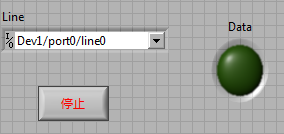 Line
Data
I/O Dev1/port0/line0
停止